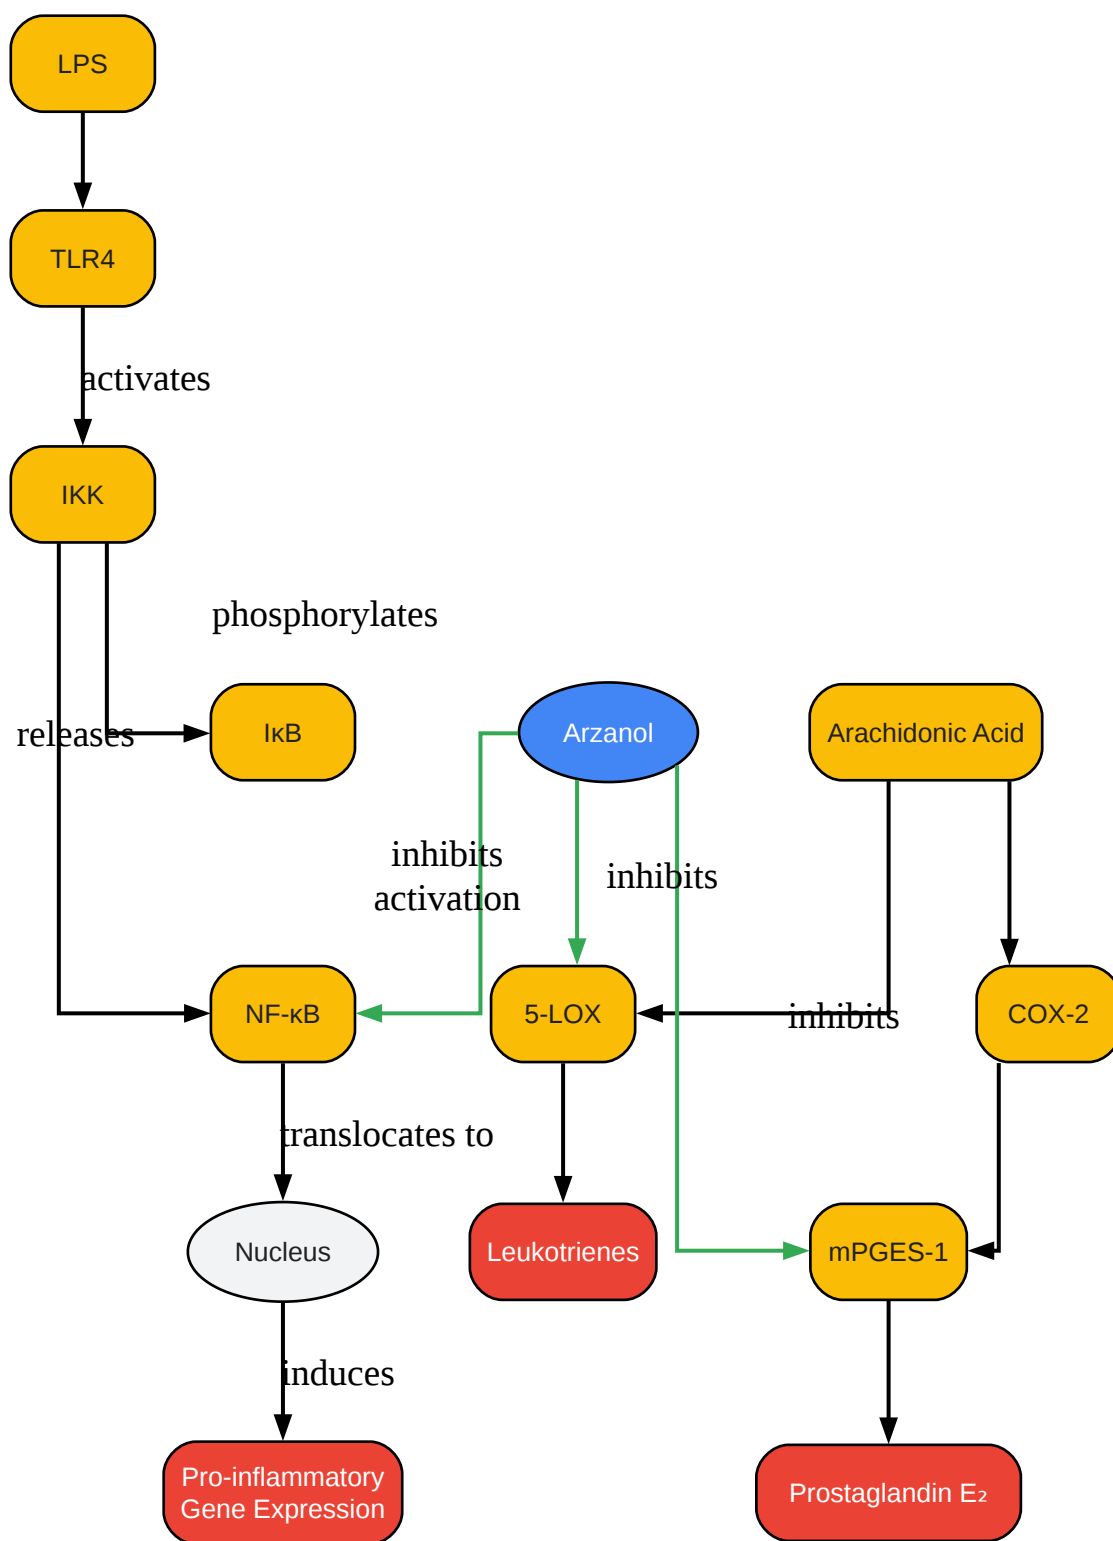 LPS
TLR4
activates
IKK
phosphorylates
releases
IκB
Arzanol
Arachidonic Acid
inhibits
activation
inhibits
NF-κB
5-LOX
inhibits
COX-2
translocates to
Nucleus
Leukotrienes
mPGES-1
induces
Pro-inflammatory
Gene Expression
Prostaglandin E₂